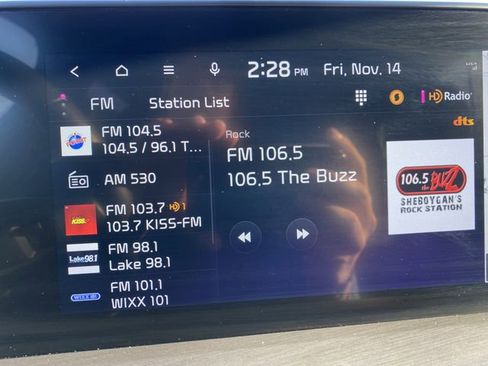 2:28 PM Fri, Nov. 14
FM Station List
HD Radio
dts
FM 104.5
104.5 / 96.1 T...
AM 530
FM 103.7 HD 1
KISS FM
103.7 KISS-FM
FM 98.1
Lake 98.1
Lake 98.1
FM 101.1
WIXX 101
Rock
FM 106.5
106.5 The Buzz
106.5 the BUZZ
SHEBOYGAN'S
ROCK STATION